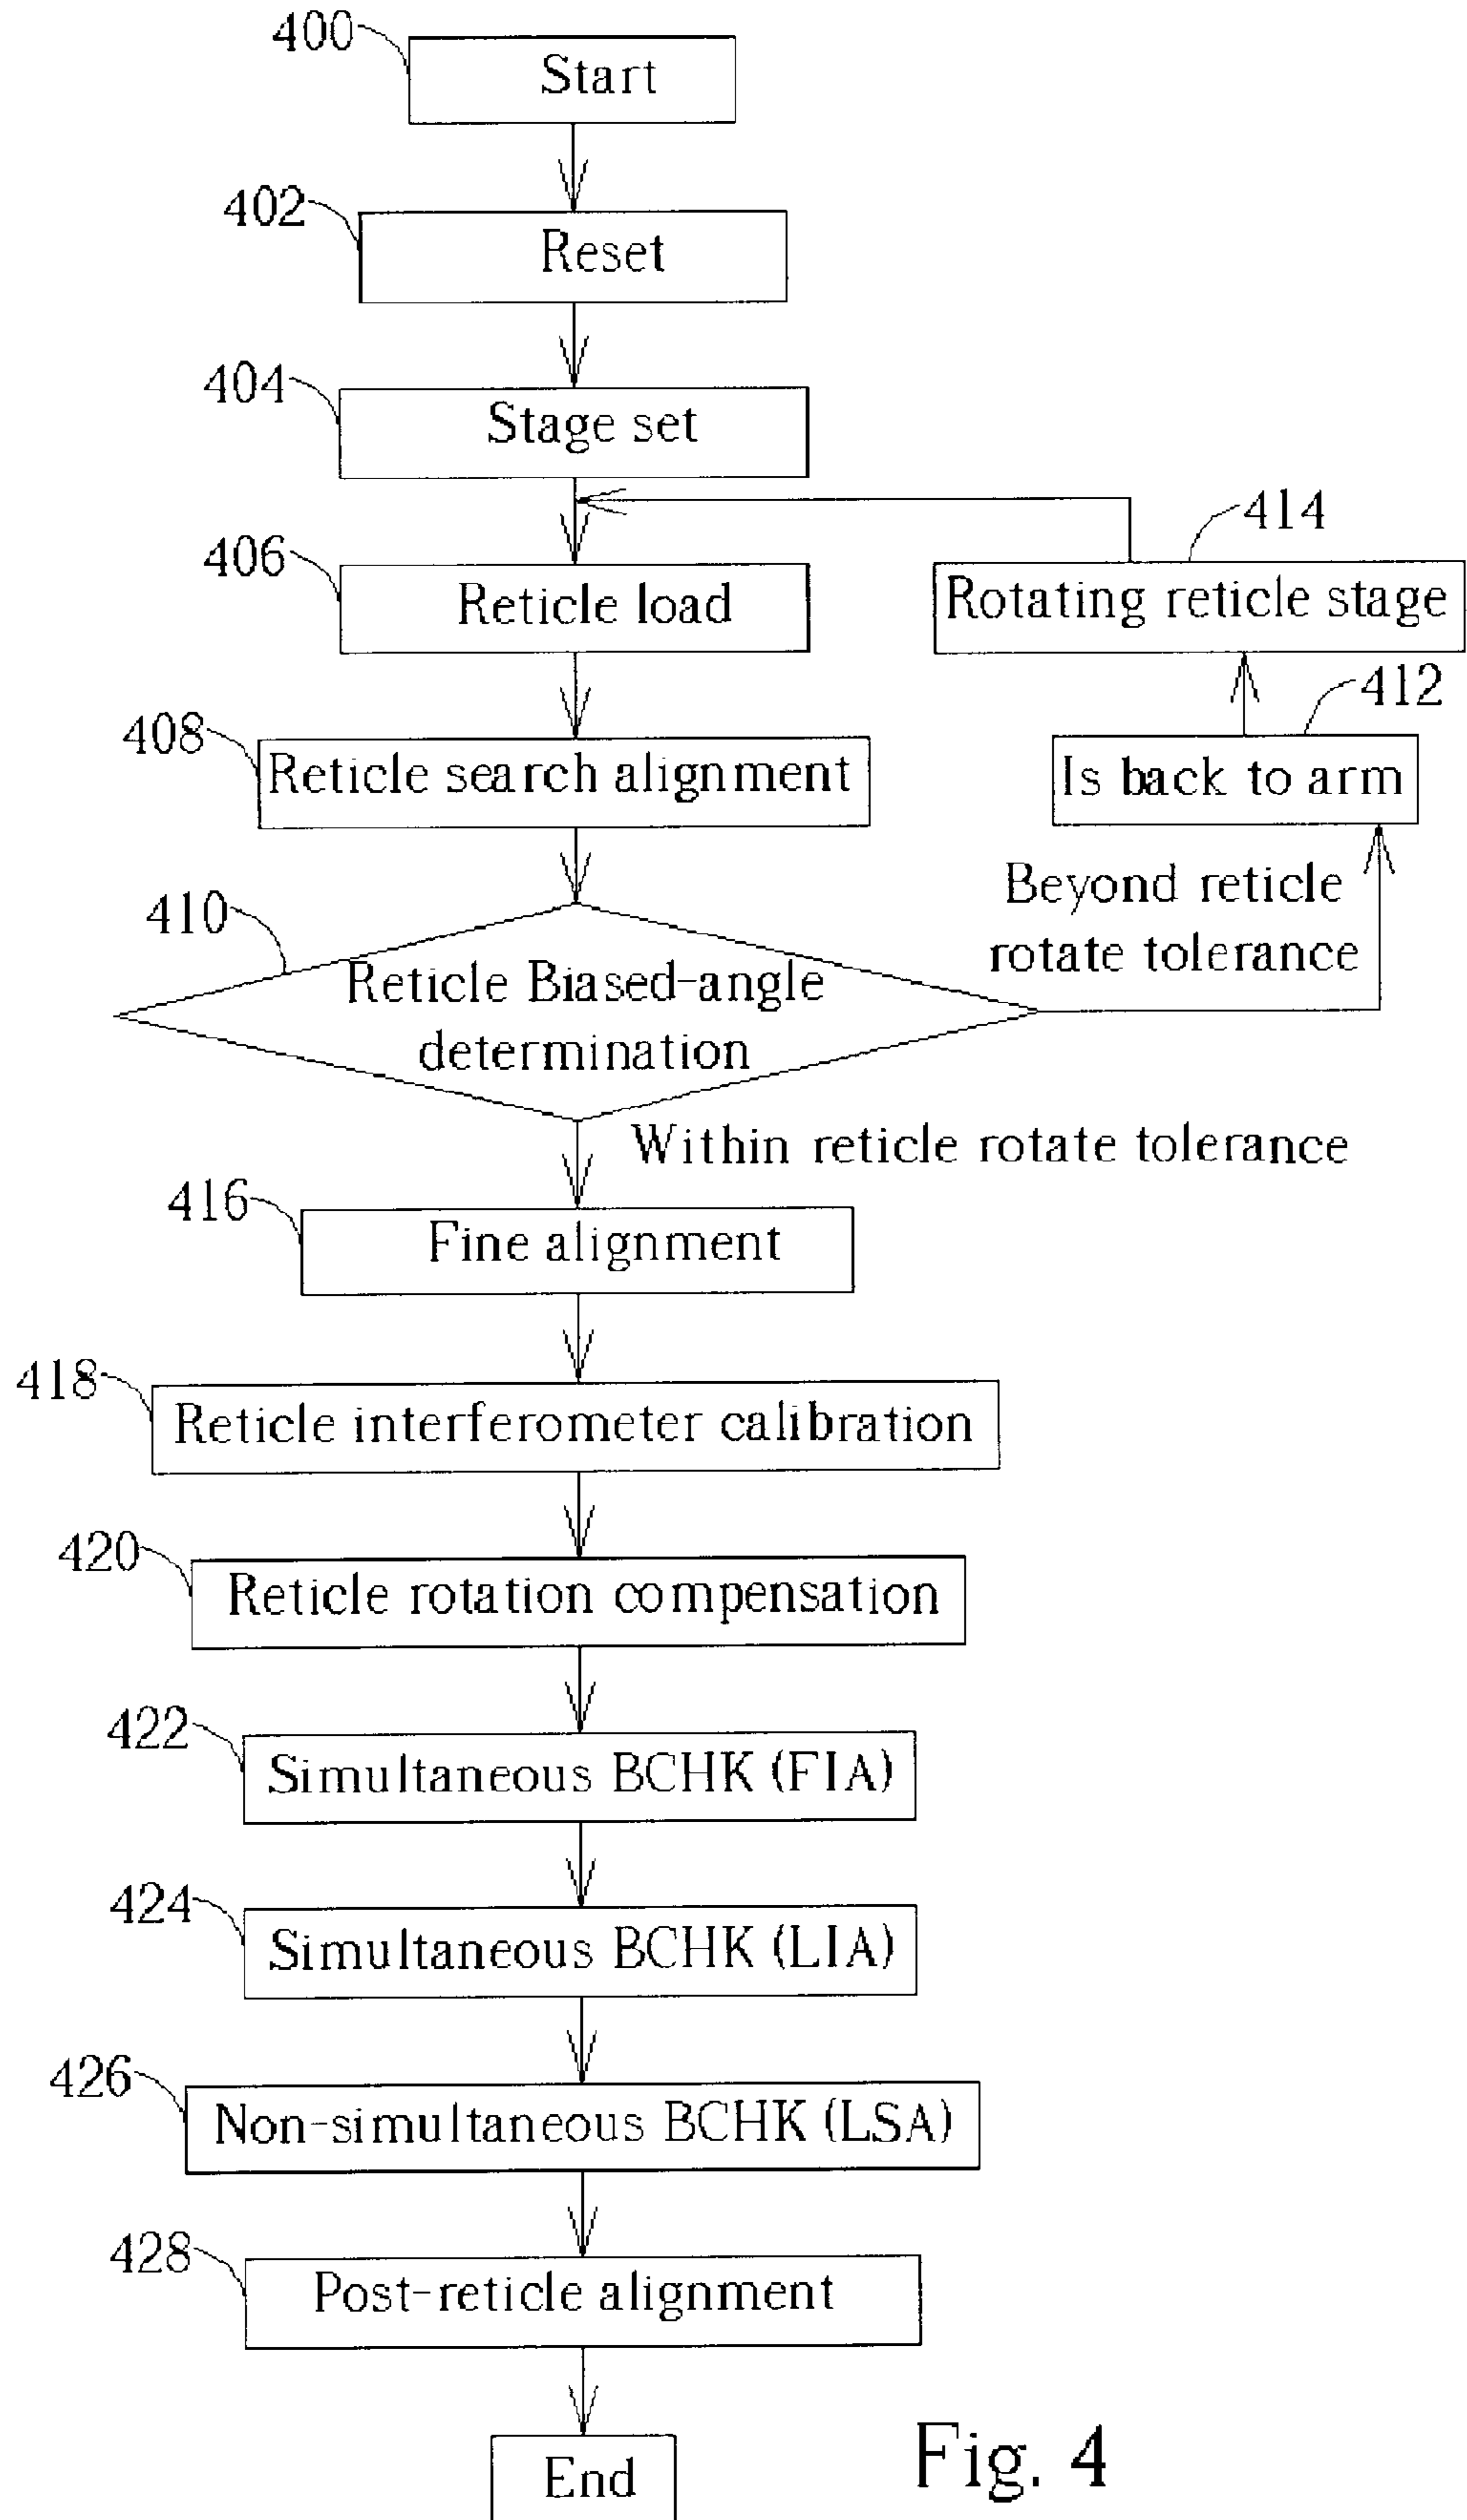 400
Start
402
Reset
404
Stage set
414
406
Reticle load
Rotating reticle stage
412
408
Reticle search alignment
Is back to arm
Beyond reticle
rotate tolerance
410
Reticle Biased-angle
determination
Within reticle rotate tolerance
416
Fine alignment
418
Reticle interferometer calibration
420
Reticle rotation compensation
422
Simultaneous BCHK (FIA)
424
Simultaneous BCHK (LIA)
426
Non-simultaneous BCHK (LSA)
428
Post-reticle alignment
End
Fig. 4